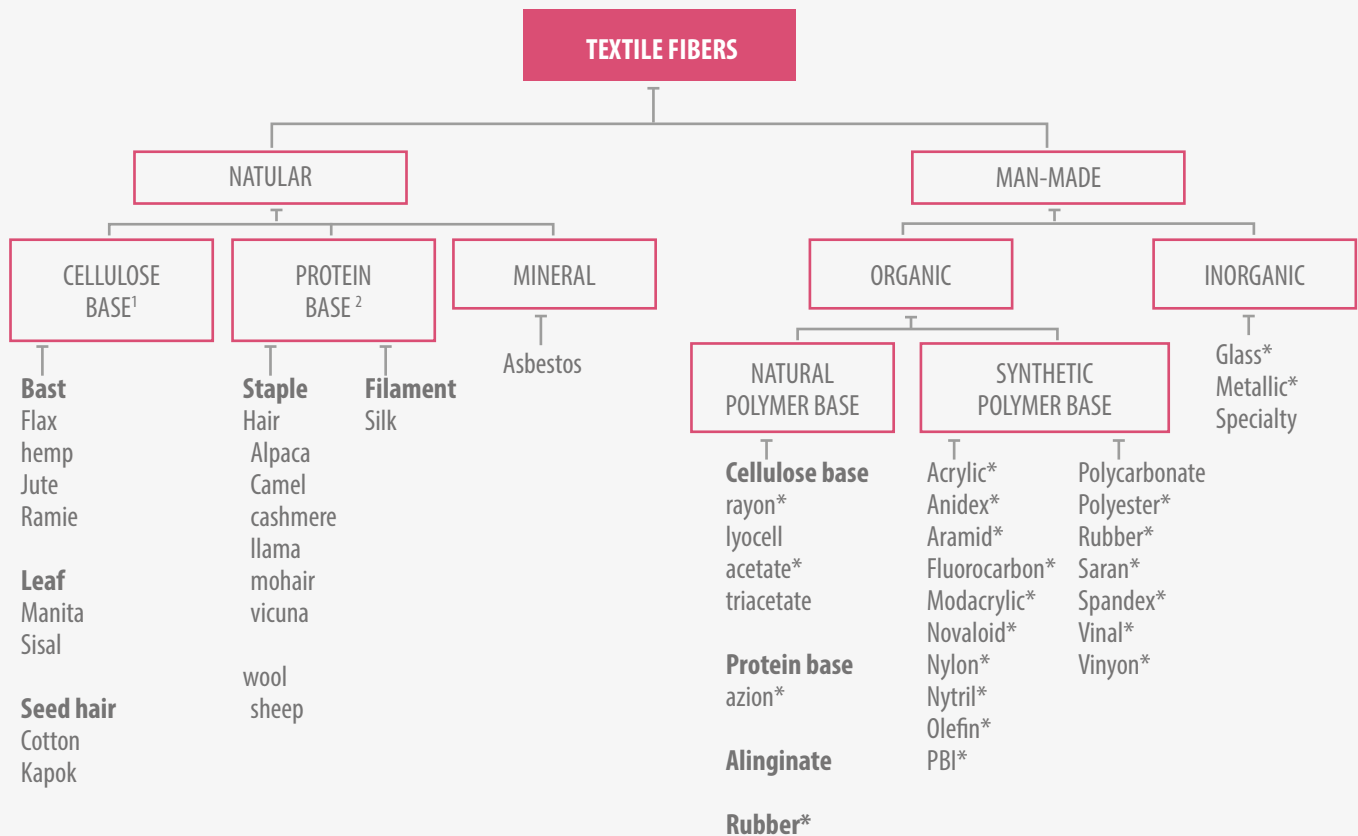 TEXTILE FIBERS
NATULAR
MAN-MADE
CELLULOSE
BASE¹
PROTEIN
BASE ²
MINERAL
ORGANIC
INORGANIC
Bast
Flax
hemp
Jute
Ramie
Leaf
Manita
Sisal
Seed hair
Cotton
Kapok
Staple
Hair
Alpaca
Camel
cashmere
llama
mohair
vicuna
wool
sheep
Filament
Silk
Asbestos
NATURAL
POLYMER BASE
SYNTHETIC
POLYMER BASE
Glass*
Metallic*
Specialty
Cellulose base
rayon*
lyocell
acetate*
triacetate
Protein base
azion*
Alinginate
Rubber*
Acrylic*
Anidex*
Aramid*
Fluorocarbon*
Modacrylic*
Novaloid*
Nylon*
Nytril*
Olefin*
PBI*
Polycarbonate
Polyester*
Rubber*
Saran*
Spandex*
Vinal*
Vinyon*